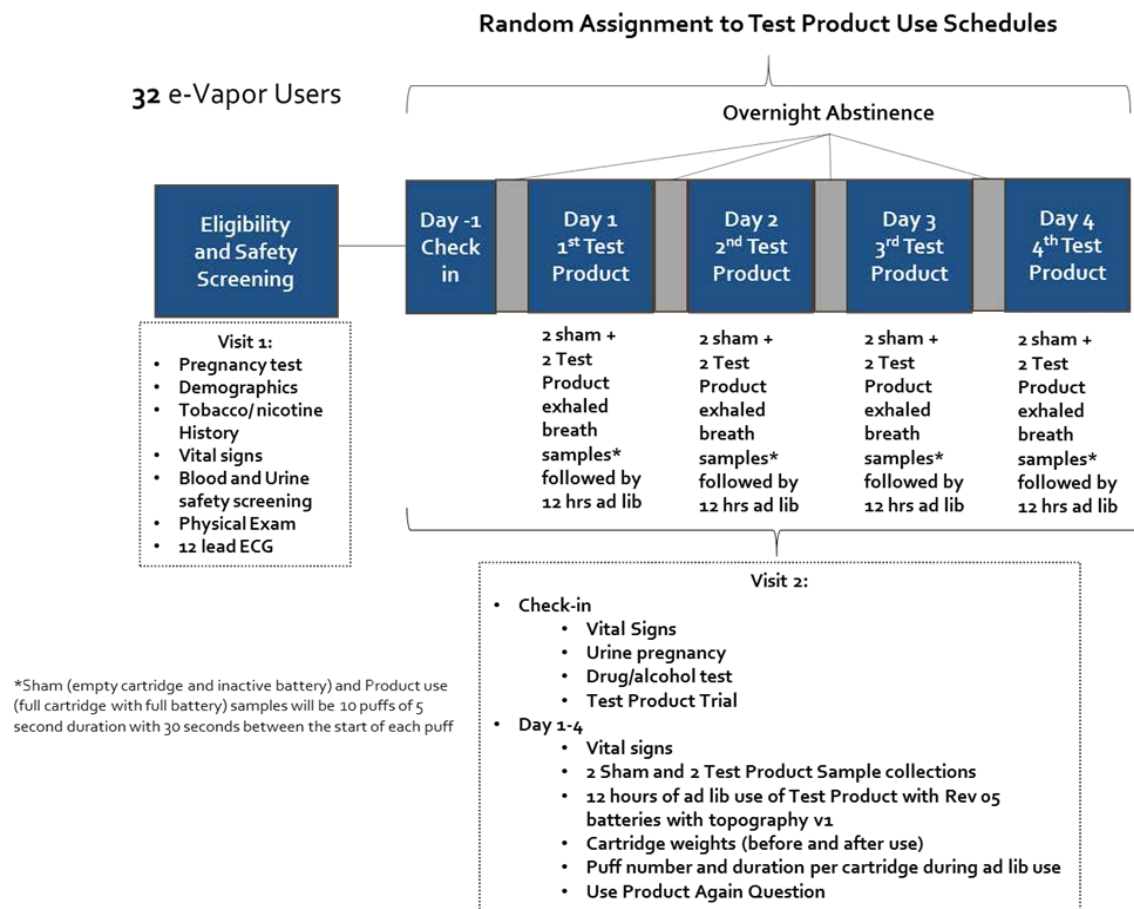 Random Assignment to Test Product Use Schedules
32 e-Vapor Users
Overnight Abstinence
Eligibility
and Safety
Screening
Day -1
Check
in
Day 1
1st Test
Product
Day 2
2nd Test
Product
Day 3
3rd Test
Product
Day 4
4th Test
Product
Visit 1:
• Pregnancy test
• Demographics
• Tobacco/ nicotine
History
• Vital signs
• Blood and Urine
safety screening
• Physical Exam
• 12 lead ECG
2 sham +
2 Test
Product
exhaled
breath
samples*
followed by
12 hrs ad lib
2 sham +
2 Test
Product
exhaled
breath
samples*
followed by
12 hrs ad lib
2 sham +
2 Test
Product
exhaled
breath
samples*
followed by
12 hrs ad lib
2 sham +
2 Test
Product
exhaled
breath
samples*
followed by
12 hrs ad lib
Visit 2:
• Check-in
• Vital Signs
• Urine pregnancy
• Drug/alcohol test
• Test Product Trial
• Day 1-4
• Vital signs
• 2 Sham and 2 Test Product Sample collections
• 12 hours of ad lib use of Test Product with Rev 05
batteries with topography v1
• Cartridge weights (before and after use)
• Puff number and duration per cartridge during ad lib use
• Use Product Again Question
*Sham (empty cartridge and inactive battery) and Product use
(full cartridge with full battery) samples will be 10 puffs of 5
second duration with 30 seconds between the start of each puff